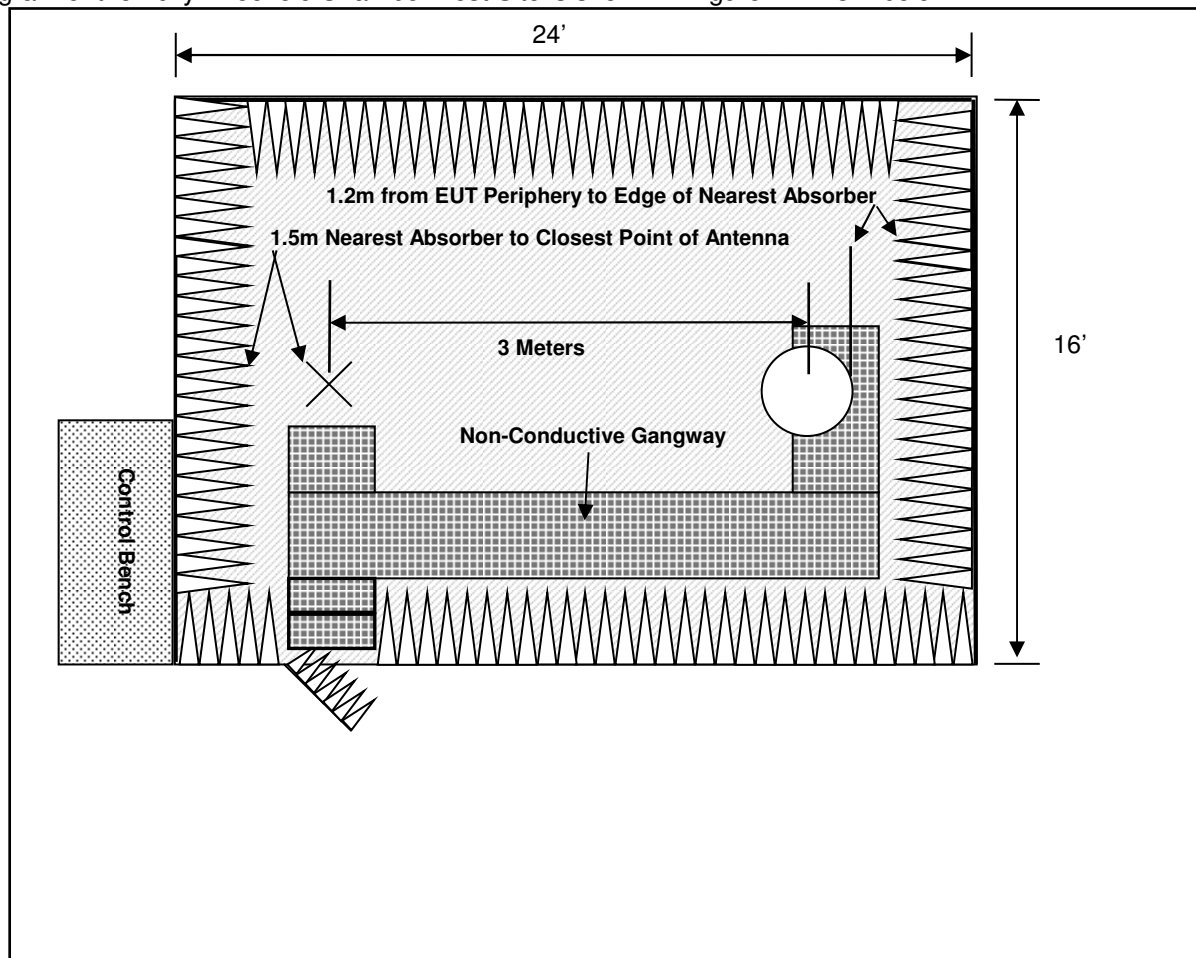 24’
1.2m from EUT Periphery to Edge of Nearest Absorber
1.5m Nearest Absorber to Closest Point of Antenna
3 Meters
16’
Non-Conductive Gangway
Control Bench